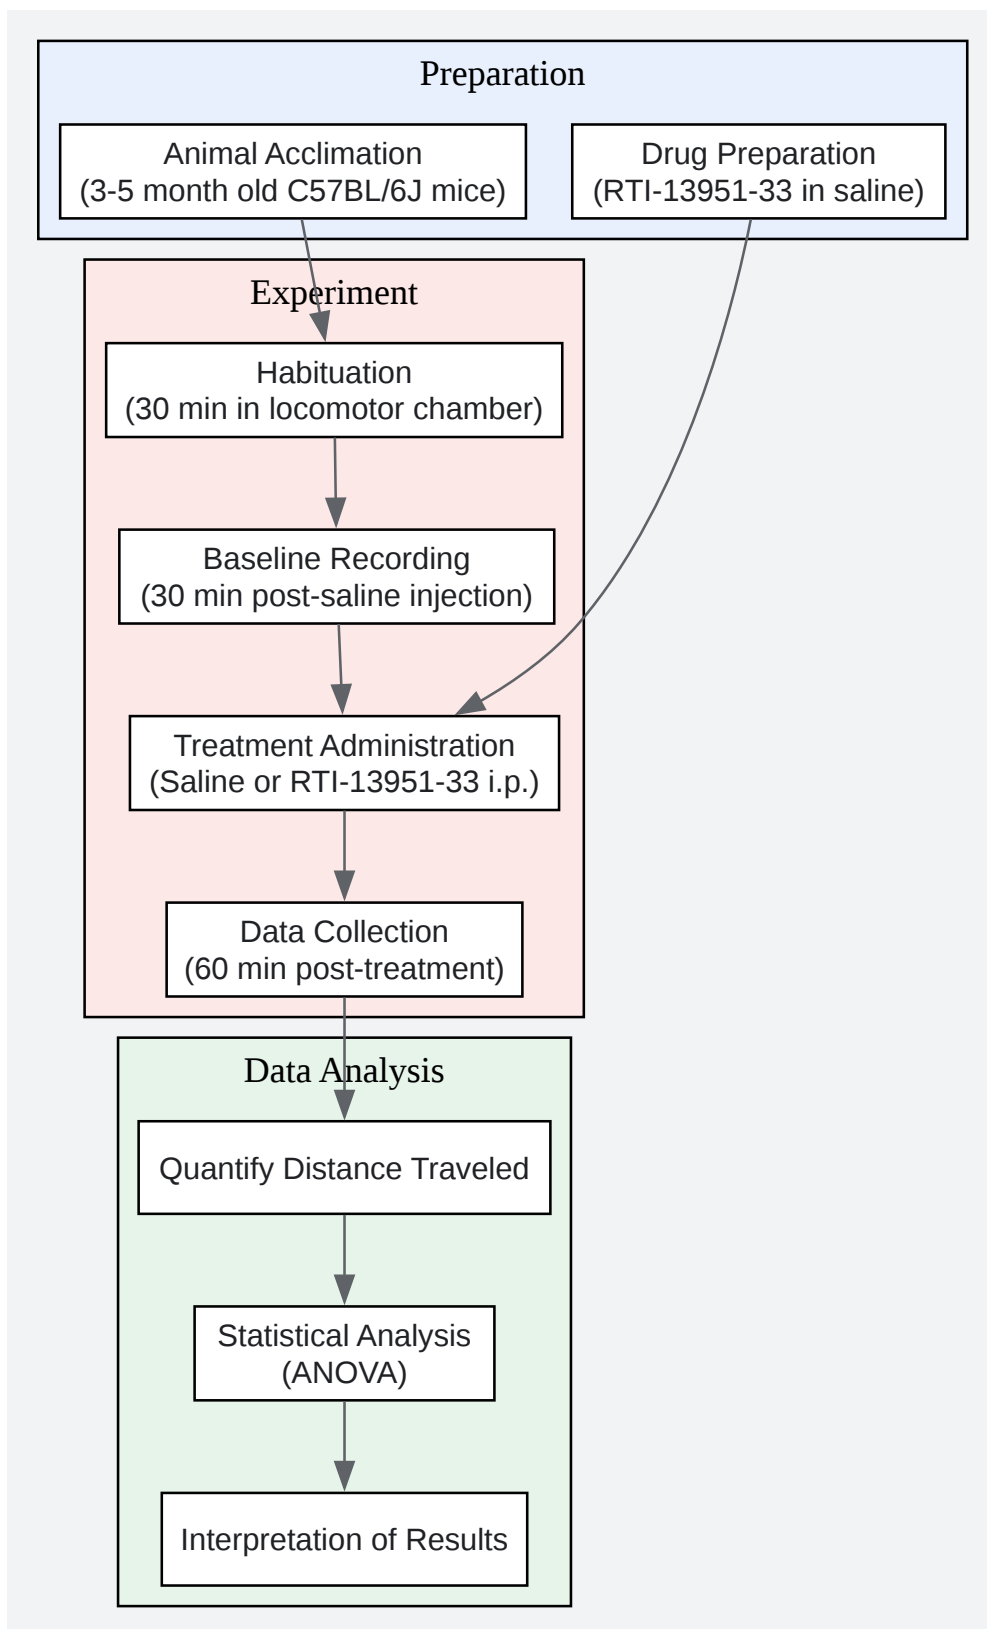 Preparation
Animal Acclimation
(3-5 month old C57BL/6J mice)
Drug Preparation
(RTI-13951-33 in saline)
Experiment
Habituation
(30 min in locomotor chamber)
Baseline Recording
(30 min post-saline injection)
Treatment Administration
(Saline or RTI-13951-33 i.p.)
Data Collection
(60 min post-treatment)
Data Analysis
Quantify Distance Traveled
Statistical Analysis
(ANOVA)
Interpretation of Results